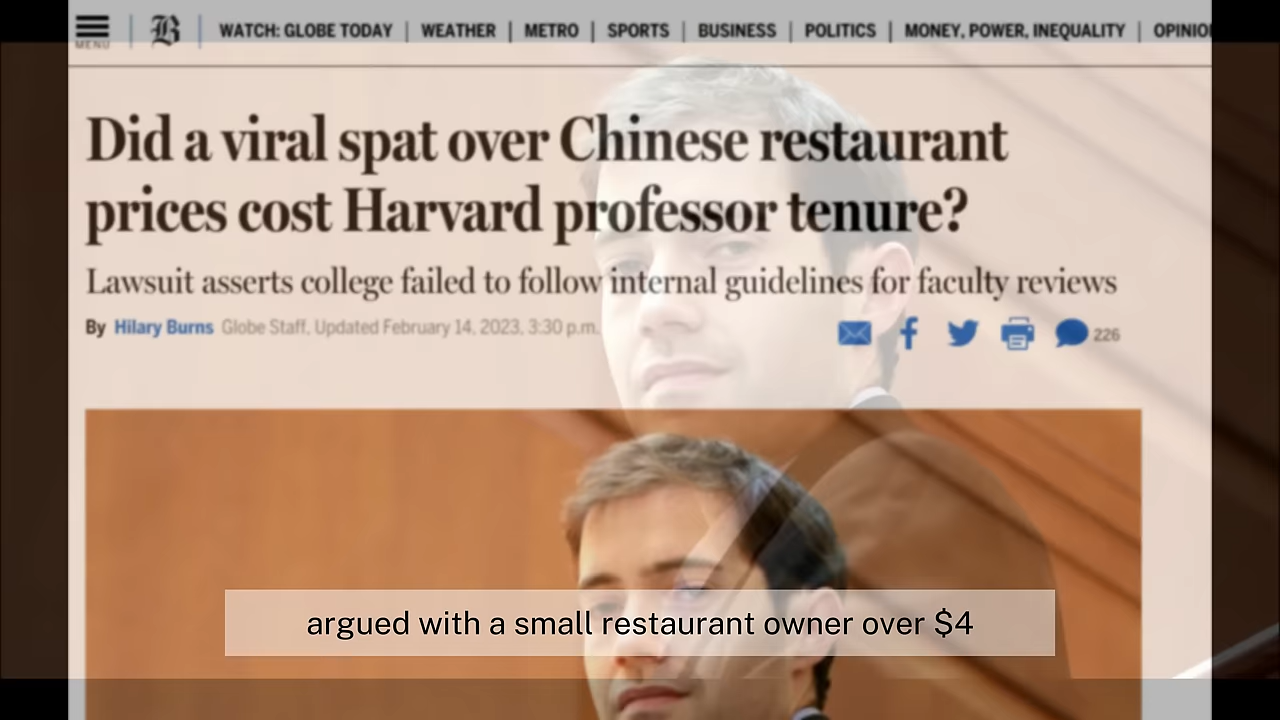 MENU
B
WATCH: GLOBE TODAY | WEATHER | METRO | SPORTS | BUSINESS | POLITICS | MONEY, POWER, INEQUALITY | OPINIO
Did a viral spat over Chinese restaurant
prices cost Harvard professor tenure?
Lawsuit asserts college failed to follow internal guidelines for faculty reviews
By Hilary Burns Globe Staff, Updated February 14, 2023, 3:30 p.m.
226
argued with a small restaurant owner over $4